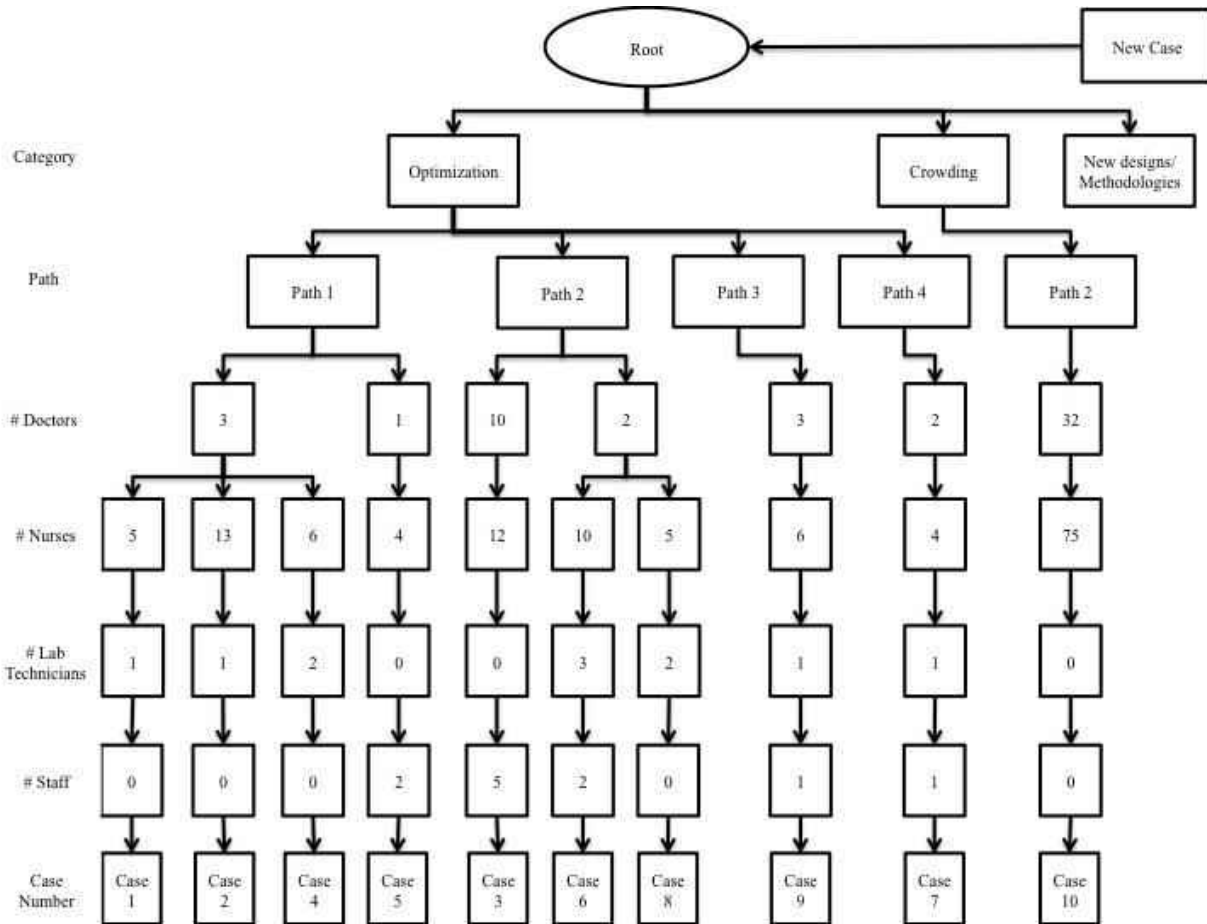 Root
New Case
Category
Optimization
Crowding
New designs/
Methodologies
Path
Path 1
Path 2
Path 3
Path 4
Path 2
# Doctors
3
1
10
2
3
2
32
# Nurses
5
13
6
4
12
10
5
6
4
75
# Lab
Technicians
1
1
2
0
0
3
2
1
1
0
# Staff
0
0
0
2
5
2
0
1
1
0
Case
Number
Case
1
Case
2
Case
4
Case
5
Case
3
Case
6
Case
8
Case
9
Case
7
Case
10